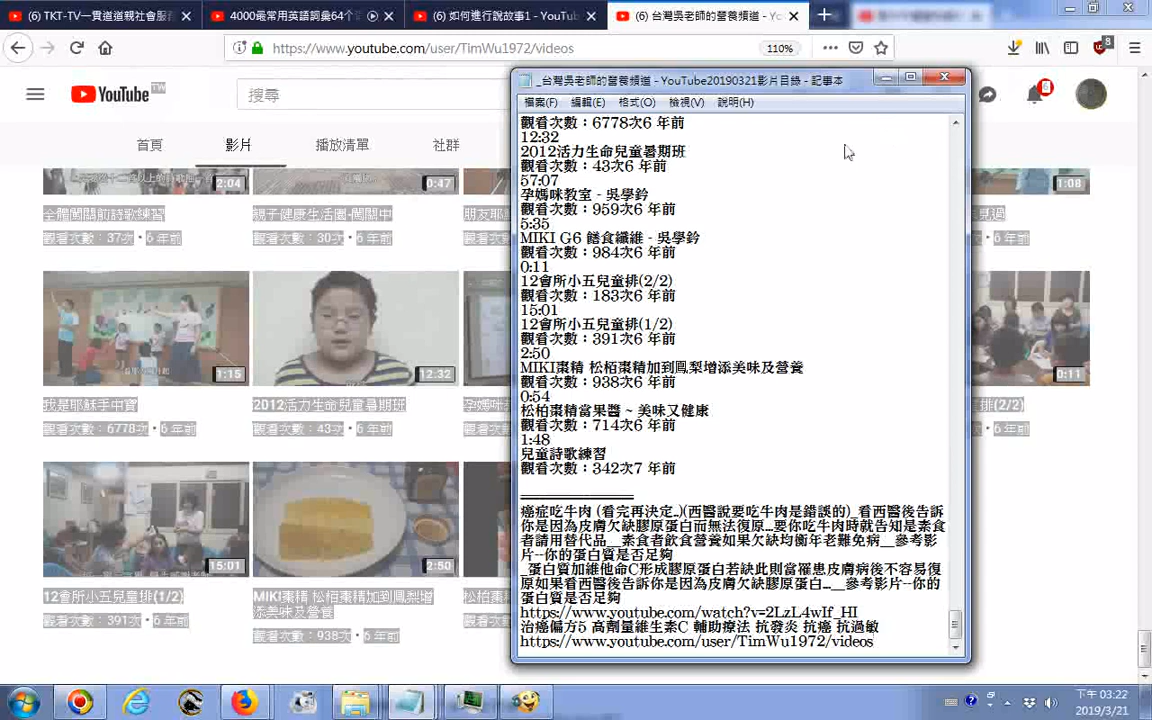 (6) TKT-TV一貫道道親社會服
4000最常用英語詞彙64个
(6) 如何進行說故事1 - YouTub
(6) 台灣吳老師的營養頻道 - Yc
https://www.youtube.com/user/TimWu1972/videos
110%
8
YouTube TW
搜尋
6
首頁
影片
播放清單
社群
2:04
0:47
1:08
全體闖關前詩歌練習
觀看次數：37次 • 6 年前
親子健康生活園-闖關中
觀看次數：30次 • 6 年前
6 年前
1:15
12:32
0:11
我是耶穌手中寶
觀看次數：6778次 • 6 年前
2012活力生命兒童暑期班
觀看次數：43次 • 6 年前
排(2/2)
6 年前
15:01
2:50
12會所小五兒童排(1/2)
觀看次數：391次 • 6 年前
MIKI棗精 松栢棗精加到鳳梨增添美味及營養
觀看次數：938次 • 6 年前
_台灣吳老師的營養頻道 - YouTube20190321影片目錄 - 記事本
檔案(F) 編輯(E) 格式(O) 檢視(V) 說明(H)
觀看次數：6778次6 年前
12:32
2012活力生命兒童暑期班
觀看次數：43次6 年前
57:07
孕媽咪教室 - 吳學鈴
觀看次數：959次6 年前
5:35
MIKI G6 膳食纖維 - 吳學鈴
觀看次數：984次6 年前
0:11
12會所小五兒童排(2/2)
觀看次數：183次6 年前
15:01
12會所小五兒童排(1/2)
觀看次數：391次6 年前
2:50
MIKI棗精 松栢棗精加到鳳梨增添美味及營養
觀看次數：938次6 年前
0:54
松柏棗精當果醬 ~ 美味又健康
觀看次數：714次6 年前
1:48
兒童詩歌練習
觀看次數：342次7 年前
________________
癌症吃牛肉 (看完再決定_)(西醫說要吃牛肉是錯誤的)_看西醫後告訴
你是因為皮膚欠缺膠原蛋白而無法復原_要你吃牛肉時就告知是素食
者請用替代品__素食者飲食營養如果欠缺均衡年老難免病__參考影
片--你的蛋白質是否足夠
_蛋白質加維他命C形成膠原蛋白若缺此則當罹患皮膚病後不容易復
原如果看西醫後告訴你是因為皮膚欠缺膠原蛋白_._參考影片--你的
蛋白質是否足夠
https://www.youtube.com/watch?v=2LzL4wIf_HI
治癌偏方5 高劑量維生素C 輔助療法 抗發炎 抗癌 抗過敏
https://www.youtube.com/user/TimWu1972/videos
下午 03:22
2019/3/21